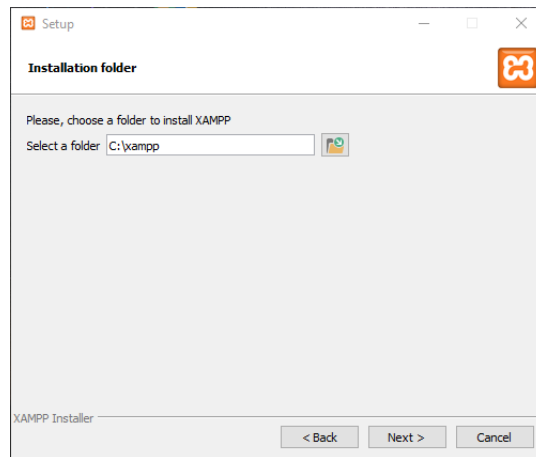 Setup
Installation folder
Please, choose a folder to install XAMPP
Select a folder C:\xampp
XAMPP Installer
< Back Next > Cancel